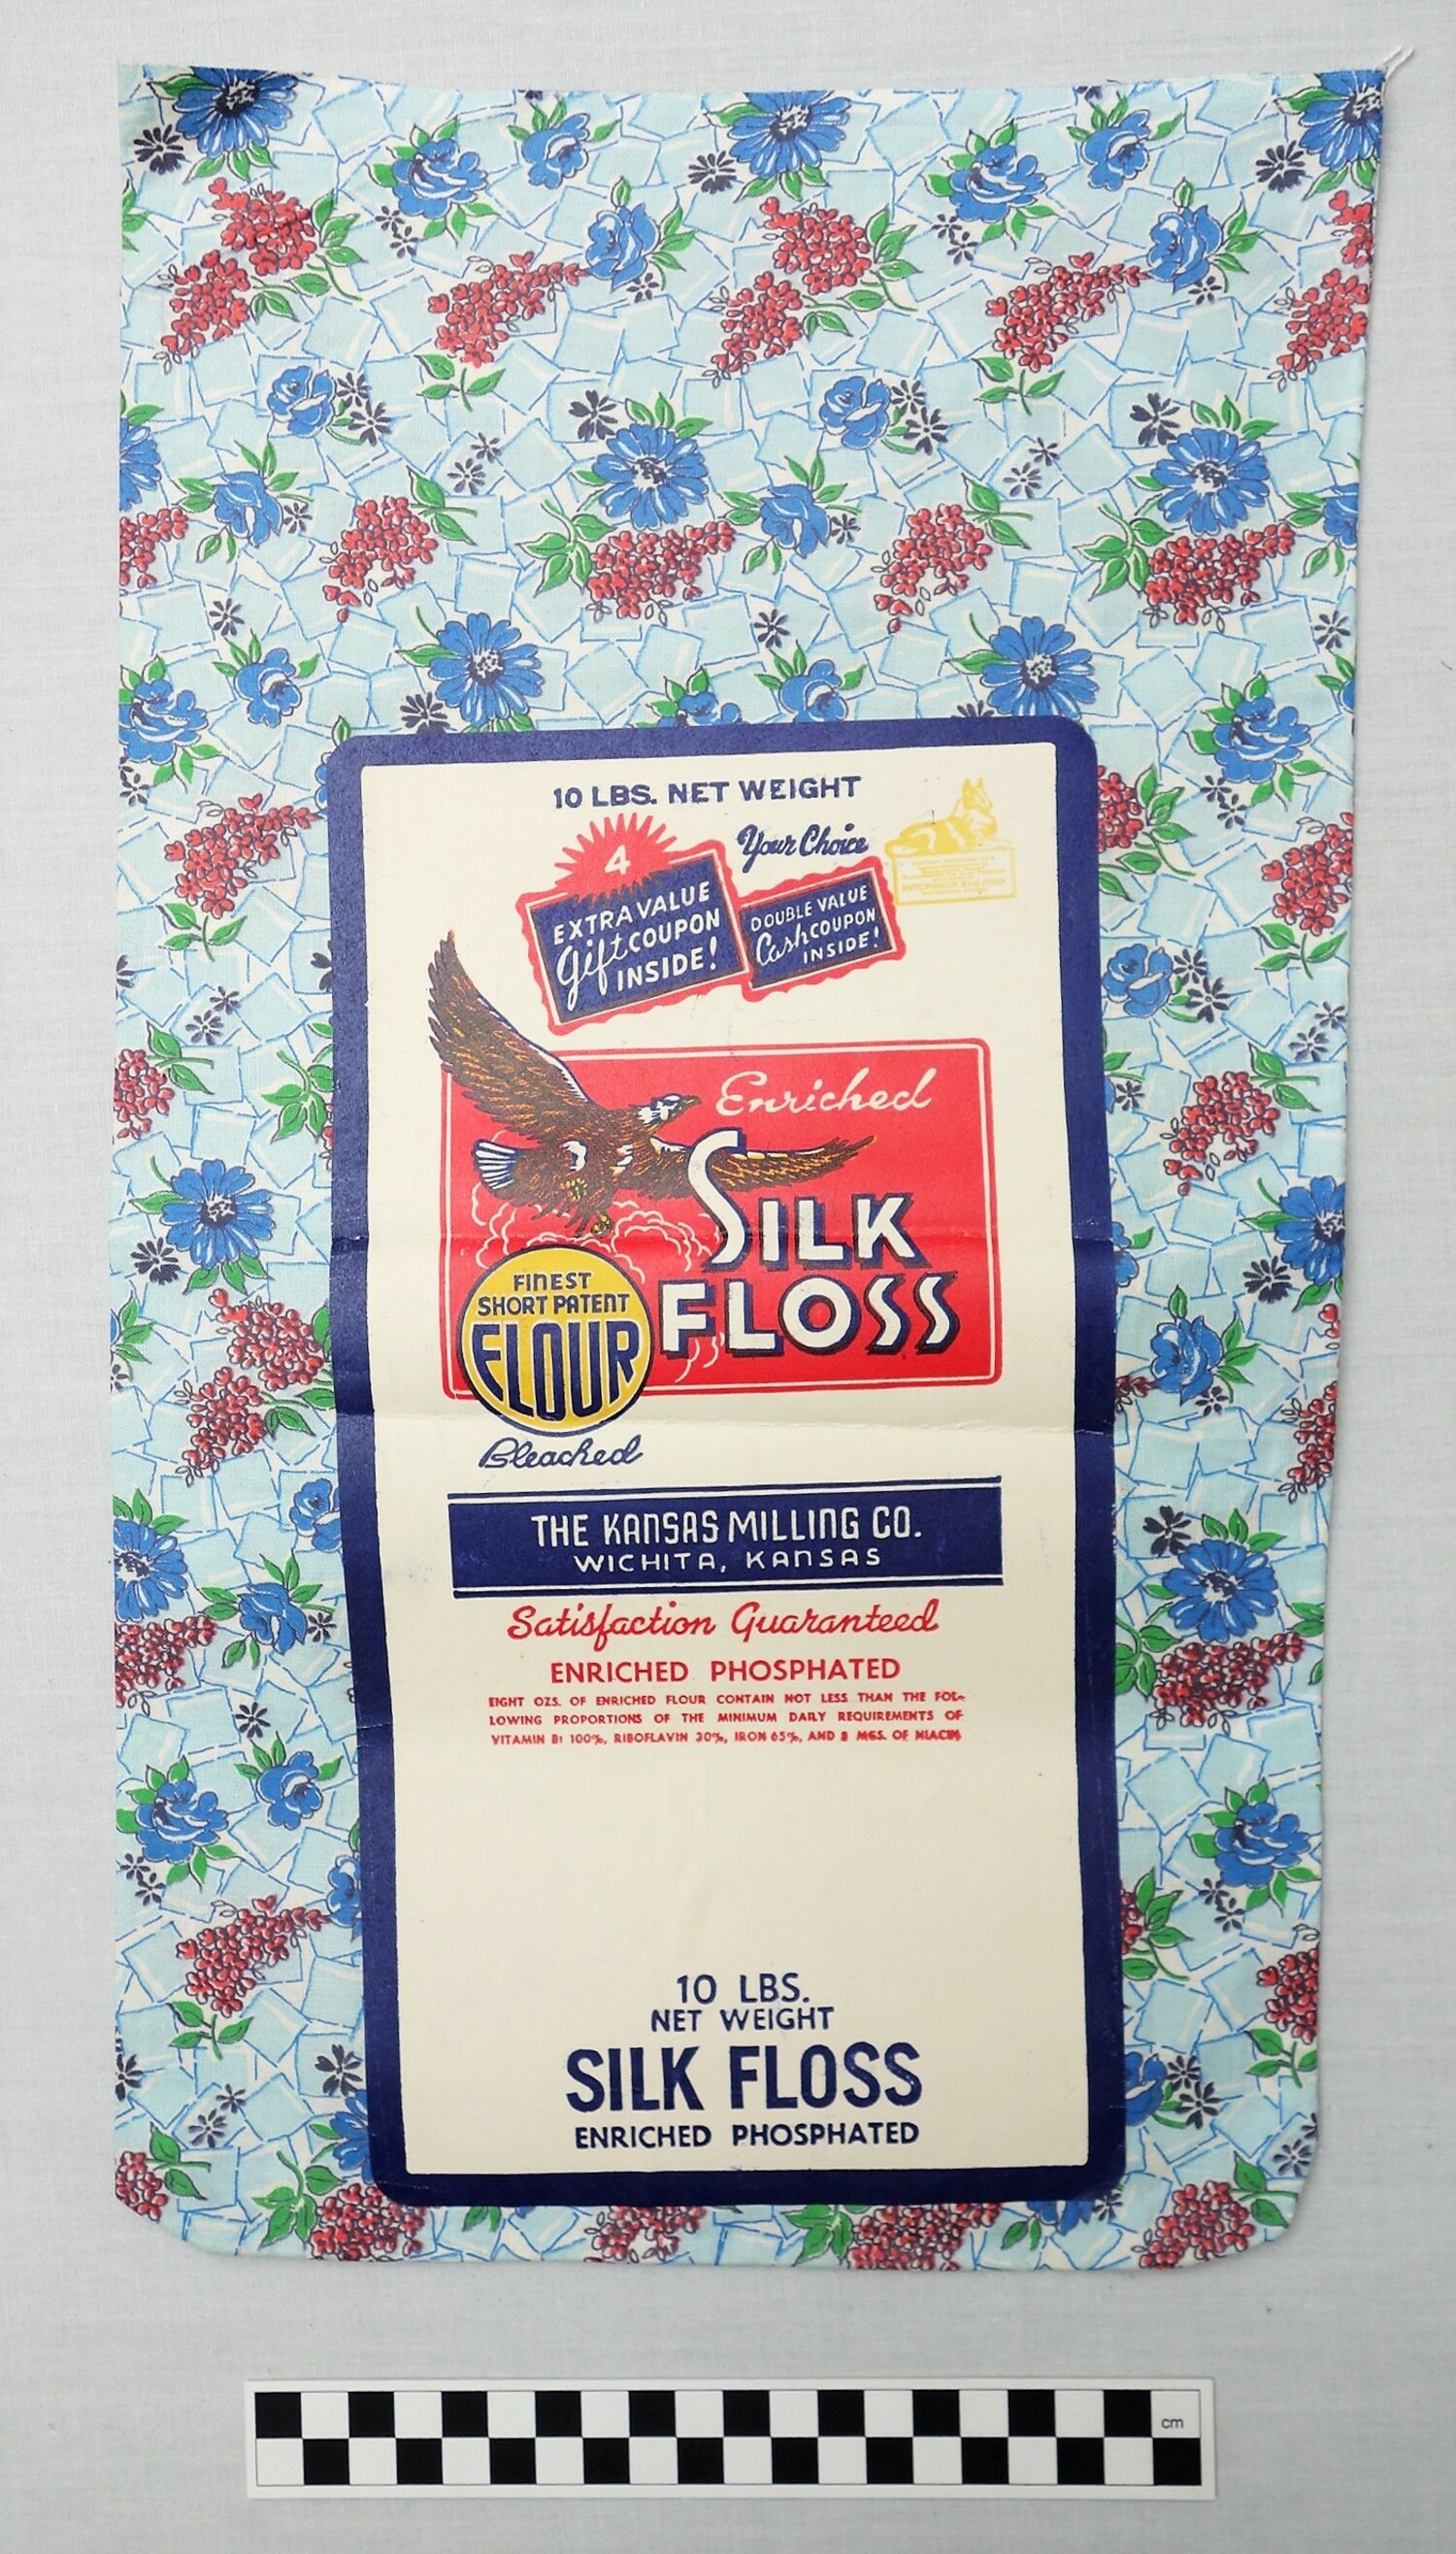 10 LBS. NET WEIGHT
4
EXTRA VALUE
Gift COUPON
INSIDE!
Your Choice
DOUBLE VALUE
Cash COUPON
INSIDE!
HUTCHINSON BAG CORP.
Enriched
SILK
FLOSS
FINEST
SHORT PATENT
FLOUR
Bleached
THE KANSAS MILLING CO.
WICHITA, KANSAS
Satisfaction Guaranteed
ENRICHED PHOSPHATED
EIGHT OZS. OF ENRICHED FLOUR CONTAIN NOT LESS THAN THE FOL-
LOWING PROPORTIONS OF THE MINIMUM DAILY REQUIREMENTS OF
VITAMIN B1 100%, RIBOFLAVIN 30%, IRON 65%, AND 8 MGS. OF NIACIN
10 LBS.
NET WEIGHT
SILK FLOSS
ENRICHED PHOSPHATED
cm